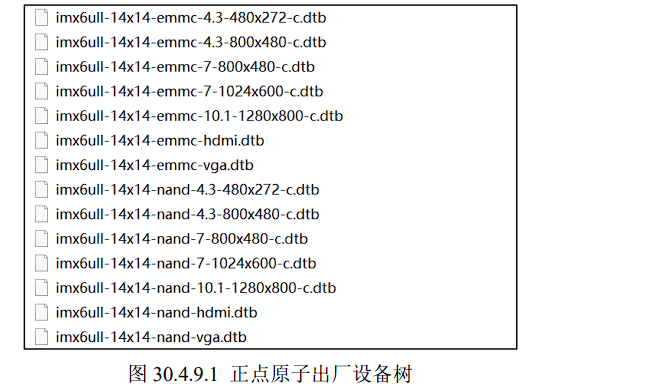 imx6ull-14x14-emmc-4.3-480x272-c.dtb
imx6ull-14x14-emmc-4.3-800x480-c.dtb
imx6ull-14x14-emmc-7-800x480-c.dtb
imx6ull-14x14-emmc-7-1024x600-c.dtb
imx6ull-14x14-emmc-10.1-1280x800-c.dtb
imx6ull-14x14-emmc-hdmi.dtb
imx6ull-14x14-emmc-vga.dtb
imx6ull-14x14-nand-4.3-480x272-c.dtb
imx6ull-14x14-nand-4.3-800x480-c.dtb
imx6ull-14x14-nand-7-800x480-c.dtb
imx6ull-14x14-nand-7-1024x600-c.dtb
imx6ull-14x14-nand-10.1-1280x800-c.dtb
imx6ull-14x14-nand-hdmi.dtb
imx6ull-14x14-nand-vga.dtb
图 30.4.9.1 正点原子出厂设备树